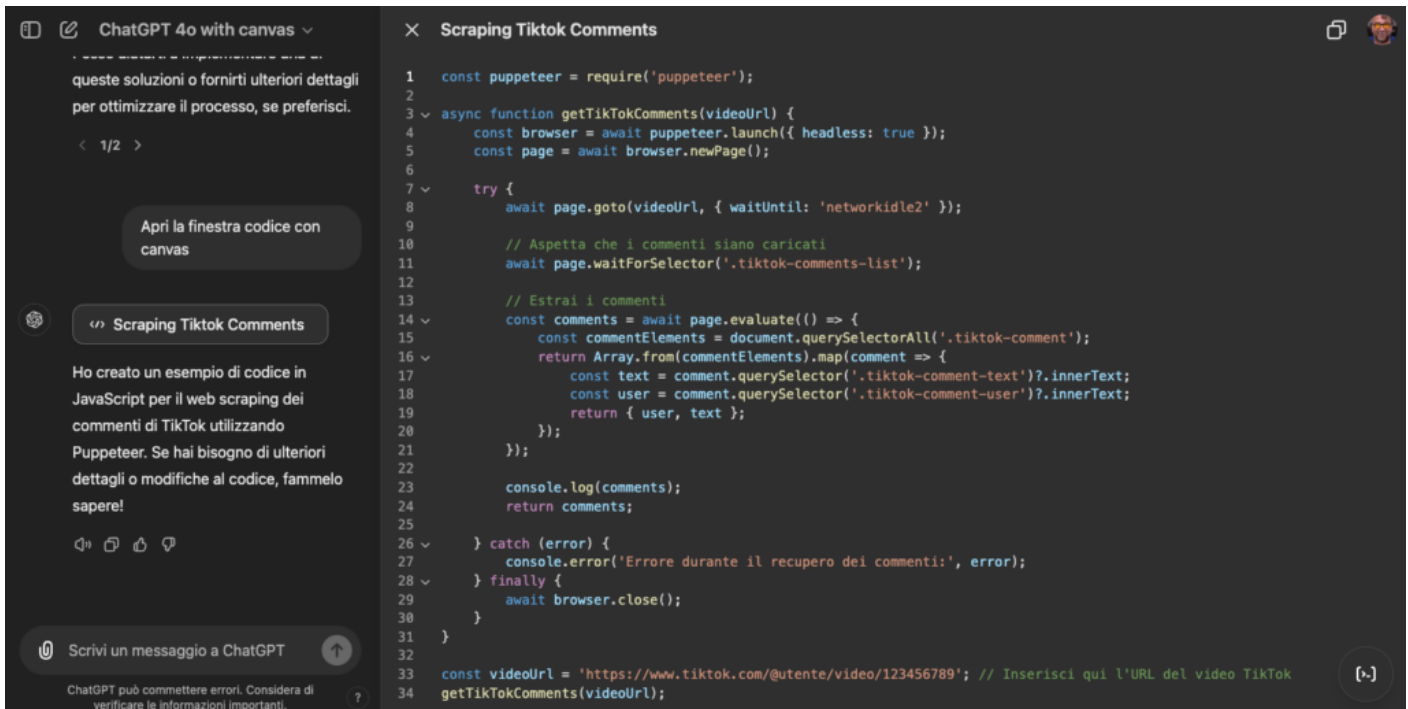 ChatGPT 4o with canvas
queste soluzioni o fornirti ulteriori dettagli
per ottimizzare il processo, se preferisci.
1/2
Apri la finestra codice con
canvas
Scraping Tiktok Comments
Ho creato un esempio di codice in
JavaScript per il web scraping dei
commenti di TikTok utilizzando
Puppeteer. Se hai bisogno di ulteriori
dettagli o modifiche al codice, fammelo
sapere!
Scrivi un messaggio a ChatGPT
ChatGPT può commettere errori. Considera di
verificare le informazioni importanti.
?
Scraping Tiktok Comments
1 const puppeteer = require('puppeteer');
2
3 async function getTikTokComments(videoUrl) {
4 const browser = await puppeteer.launch({ headless: true });
5 const page = await browser.newPage();
6
7 try {
8 await page.goto(videoUrl, { waitUntil: 'networkidle2' });
9
10 // Aspetta che i commenti siano caricati
11 await page.waitForSelector('.tiktok-comments-list');
12
13 // Estrai i commenti
14 const comments = await page.evaluate(() => {
15 const commentElements = document.querySelectorAll('.tiktok-comment');
16 return Array.from(commentElements).map(comment => {
17 const text = comment.querySelector('.tiktok-comment-text')?.innerText;
18 const user = comment.querySelector('.tiktok-comment-user')?.innerText;
19 return { user, text };
20 });
21 });
22
23 console.log(comments);
24 return comments;
25
26 } catch (error) {
27 console.error('Errore durante il recupero dei commenti:', error);
28 } finally {
29 await browser.close();
30 }
31 }
32
33 const videoUrl = 'https://www.tiktok.com/@utente/video/123456789'; // Inserisci qui l'URL del video TikTok
34 getTikTokComments(videoUrl);